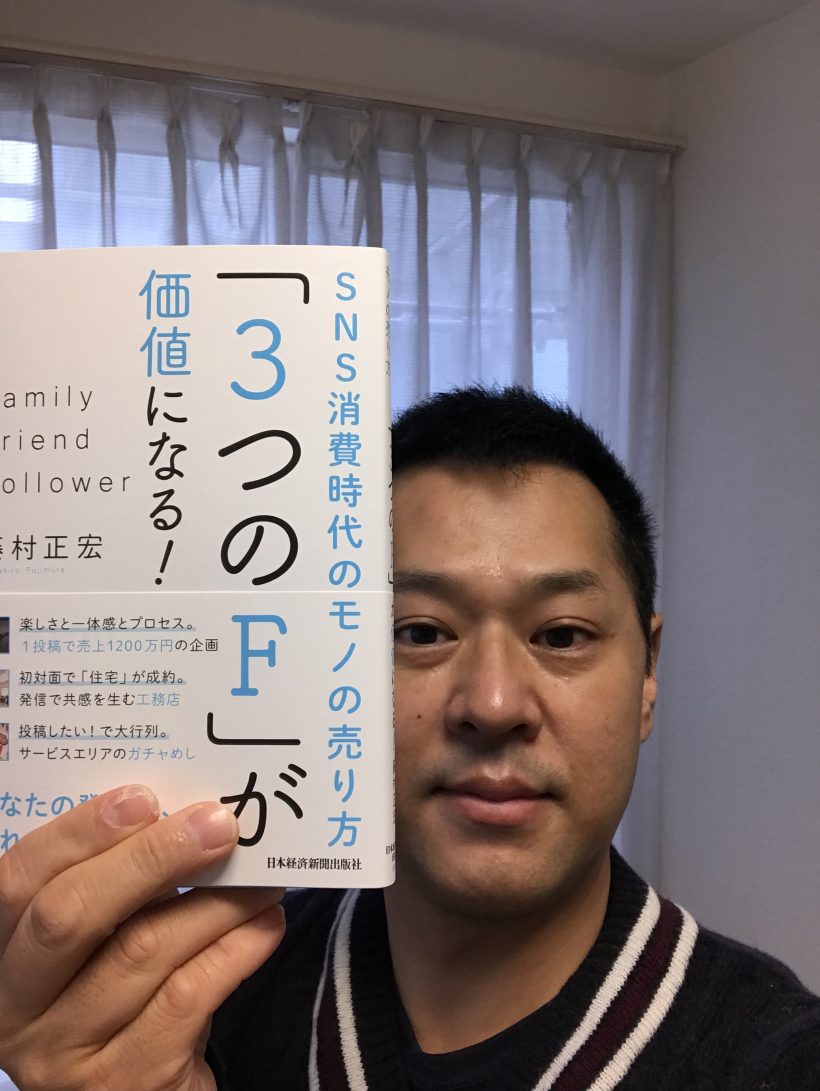 SNS消費時代のモノの売り方
「3つのF」が
価値になる!
amily
riend
ollower
村正宏
Fujimura
楽しさと一体感とプロセス。
1投稿で売上1200万円の企画
初対面で「住宅」が成約。
発信で共感を生む工務店
投稿したい!で大行列。
サービスエリアのガチャめし
なたの
れ
日本経済新聞出版社